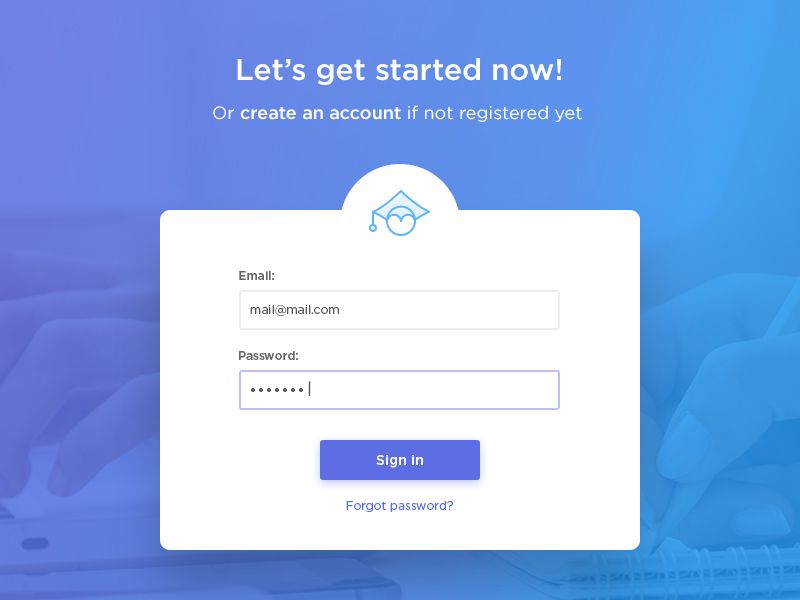 Let’s get started now!
Or create an account if not registered yet
Email:
mail@mail.com
Password:
•••••••
Sign in
Forgot password?